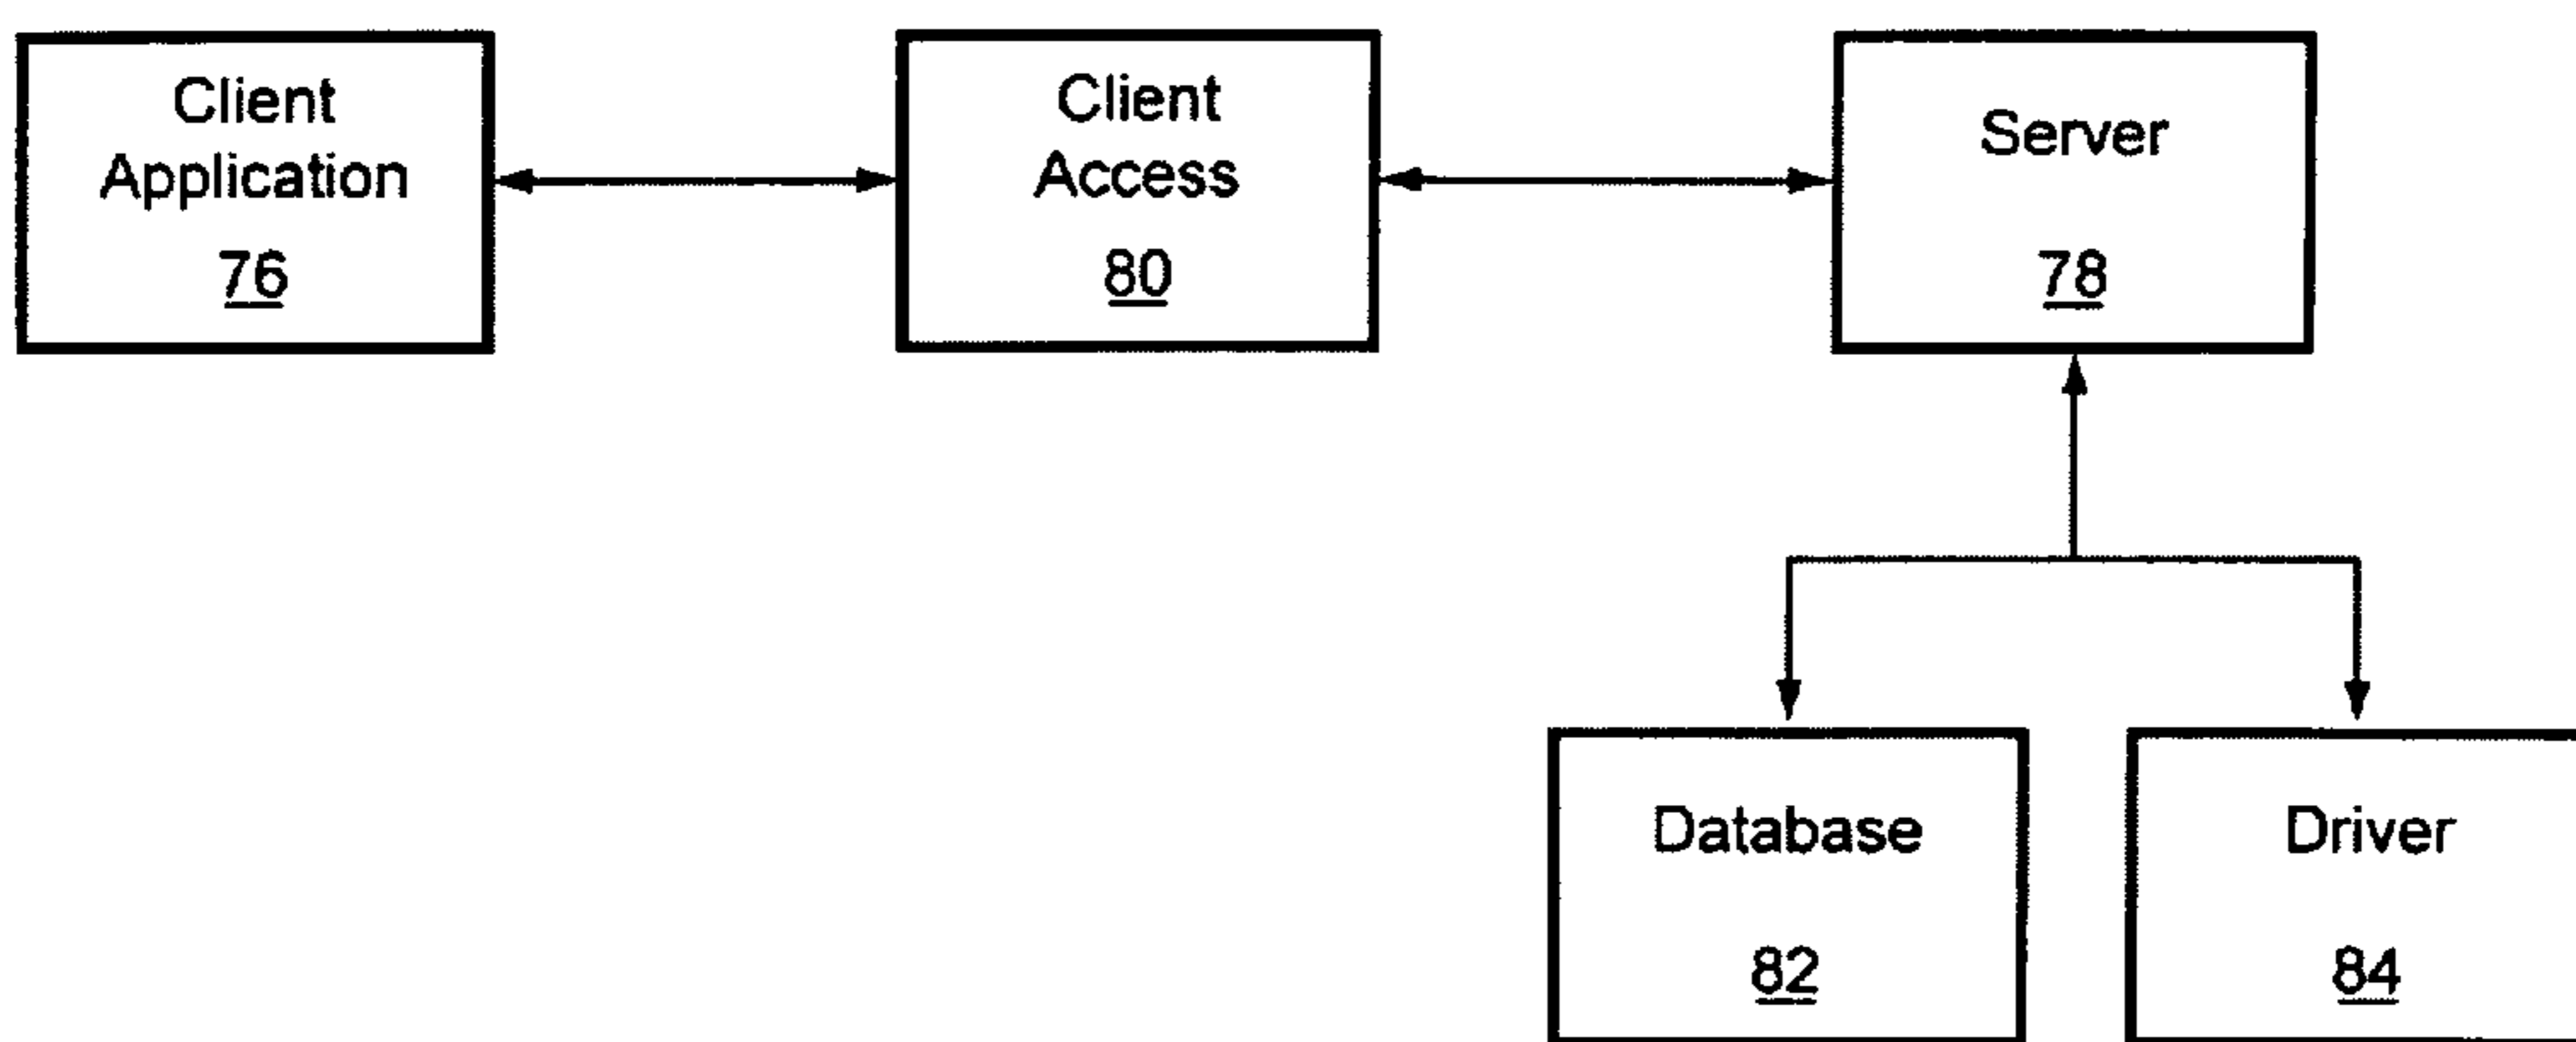 Client
Application
76
Client
Access
80
Server
78
Database
82
Driver
84